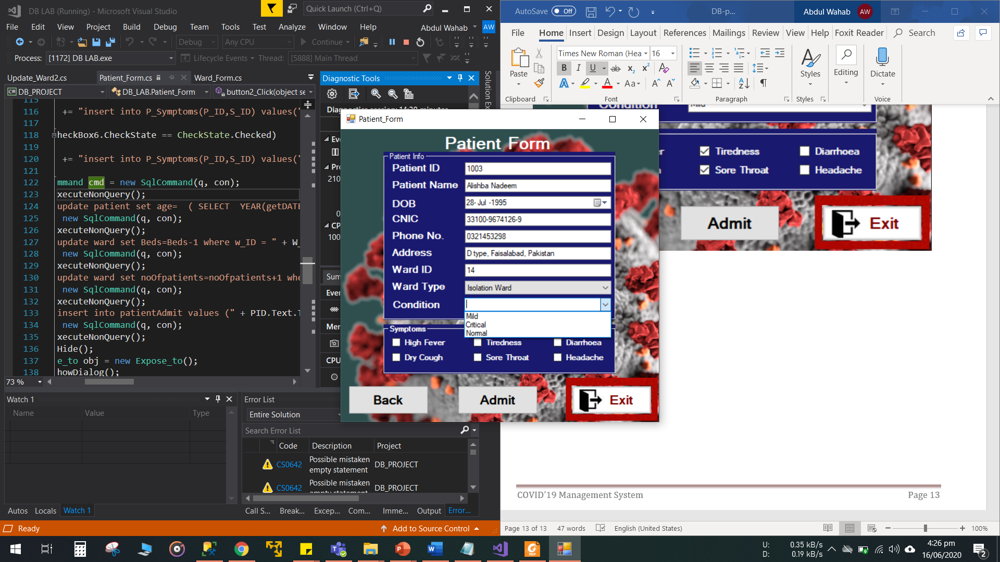 DB LAB (Running) - Microsoft Visual Studio
Quick Launch (Ctrl+Q)
File Edit View Project Build Debug Team Tools Test Analyze Window Help
Abdul Wahab AW
Debug Any CPU Continue
Process: [1172] DB LAB.exe Lifecycle Events Thread: [5888] Main Thread
Update_Ward2.cs Patient_Form.cs Ward_Form.cs
DB_PROJECT DB_LAB.Patient_Form button2_Click(object se
115
116 += "insert into P_Symptoms(P_ID,S_ID) values("
117
118 heckBox6.CheckState == CheckState.Checked)
119
120 += "insert into P_Symptoms(P_ID,S_ID) values("
121
122 mmand cmd = new SqlCommand(q, con);
123 xecuteNonQuery();
124 update patient set age= ( SELECT YEAR(getDATE
125 new SqlCommand(q, con);
126 xecuteNonQuery();
127 update ward set Beds=Beds-1 where w_ID = " + W_
128 new SqlCommand(q, con);
129 xecuteNonQuery();
130 update ward set noOfpatients=noOfpatients+1 whe
131 new SqlCommand(q, con);
132 xecuteNonQuery();
133 insert into patientAdmit values (" + PID.Text.T
134 new SqlCommand(q, con);
135 xecuteNonQuery();
136 Hide();
137 e_to obj = new Expose_to();
138 howDialog();
73 %
Diagnostic Tools
Solution Ex
Diagnostics session: 14:20 minutes
Eve
Pro
210
0
CP
100
Sum
Even
Mem
CPU
Watch 1
Name Value Type
Autos Locals Watch 1
Error List
Entire Solution
Search Error List
Code Description Project
CS0642 Possible mistaken empty statement DB_PROJECT
CS0642 Possible mistaken empty statement DB_PROJECT
Call S... Break... Excep... Com... Imme... Output Error...
Ready
Add to Source Control
Patient_Form
Patient Form
Patient Info
Patient ID 1003
Patient Name Alishba Nadeem
DOB 28- Jul -1995
CNIC 33100-9674126-9
Phone No. 0321453298
Address D type, Faisalabad, Pakistan
Ward ID 14
Ward Type Isolation Ward
Condition
Mild
Critical
Normal
Symptoms
High Fever Tiredness Diarrhoea
Dry Cough Sore Throat Headache
Back Admit Exit
AutoSave Off DB-p... Abdul Wahab AW
File Home Insert Design Layout References Mailings Review View Help Foxit Reader Search
Times New Roman (Hea 16
Paste
B I U ab x2 x2 A
A A Aa A A
Styles Editing Dictate
Clipboard Font Paragraph Styles Voice
Condition Mild
er Tiredness Diarrhoea
h Sore Throat Headache
Admit Exit
COVID'19 Management System Page 13
Page 13 of 13 47 words English (United States) 100%
U: 0.35 kB/s
D: 0.19 kB/s
4:26 pm
16/06/2020
2